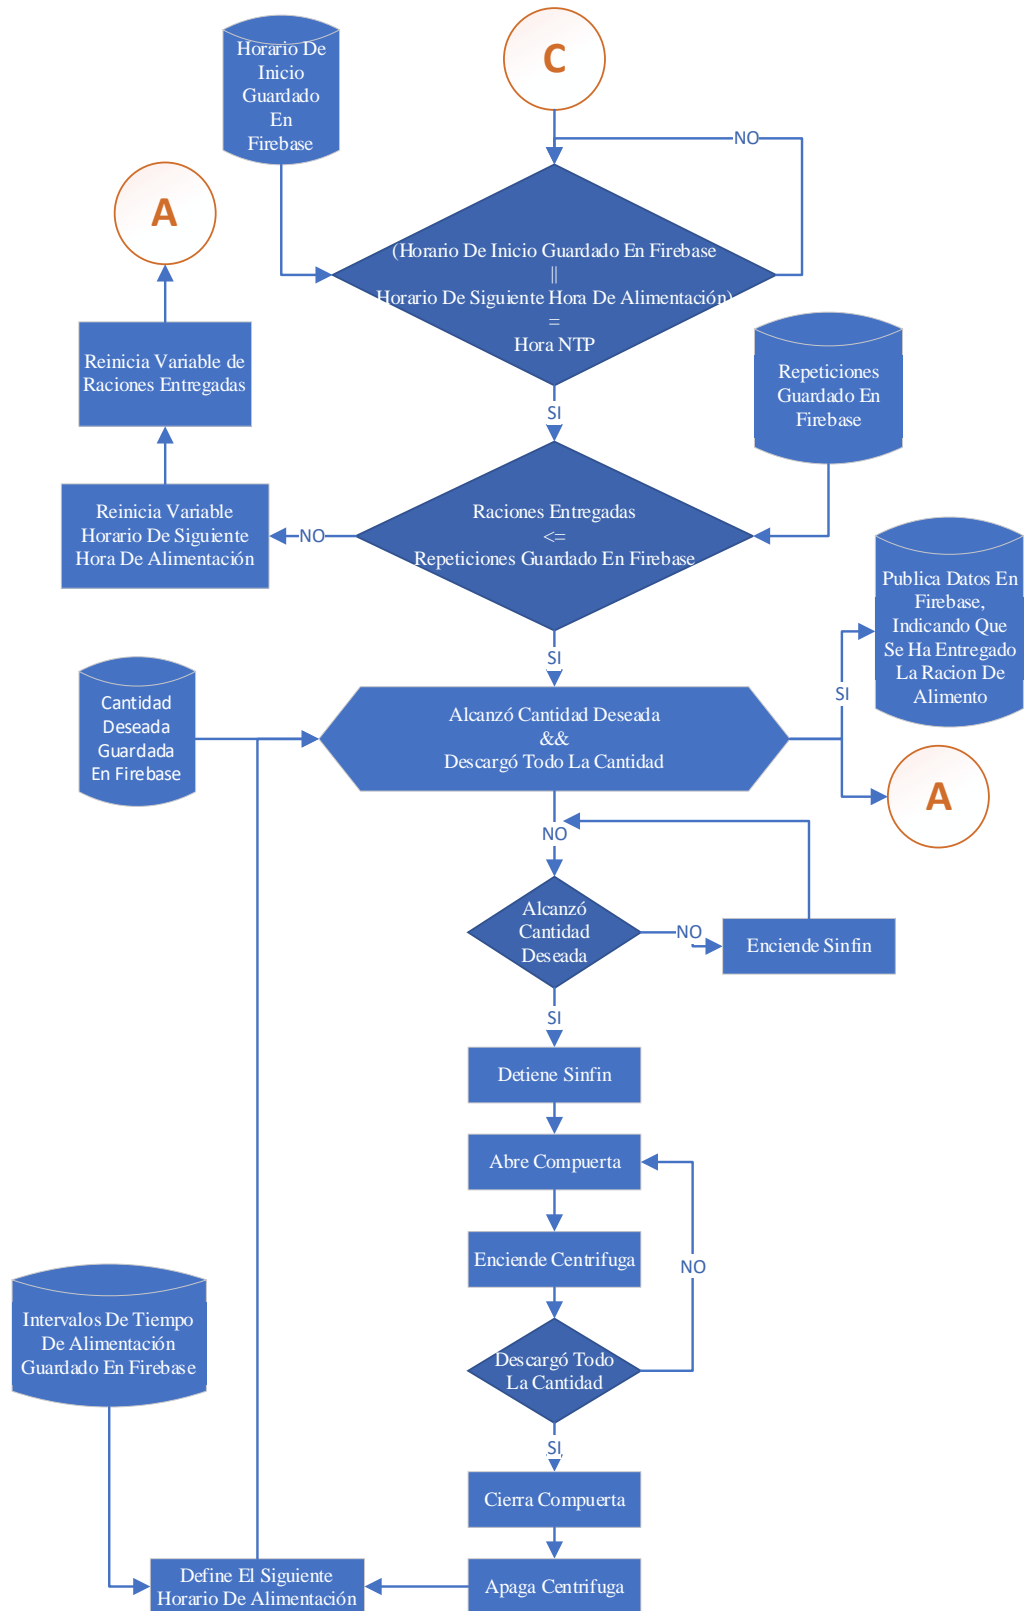 Horario De
Inicio
Guardado
En
Firebase
C
NO
A
(Horario De Inicio Guardado En Firebase
||
Horario De Siguiente Hora De Alimentación)
=
Hora NTP
Reinicia Variable de
Raciones Entregadas
Repeticiones
Guardado En
Firebase
SI
Reinicia Variable
Horario De Siguiente
Hora De Alimentación
NO
Raciones Entregadas
<=
Repeticiones Guardado En Firebase
Publica Datos En
Firebase,
Indicando Que
Se Ha Entregado
La Racion De
Alimento
SI
Cantidad
Deseada
Guardada
En Firebase
Alcanzó Cantidad Deseada
&&
Descargó Todo La Cantidad
SI
A
NO
Alcanzó
Cantidad
Deseada
NO
Enciende Sinfin
SI
Detiene Sinfin
Abre Compuerta
Enciende Centrifuga
NO
Intervalos De Tiempo
De Alimentación
Guardado En Firebase
Descargó Todo
La Cantidad
SI
Cierra Compuerta
Define El Siguiente
Horario De Alimentación
Apaga Centrifuga